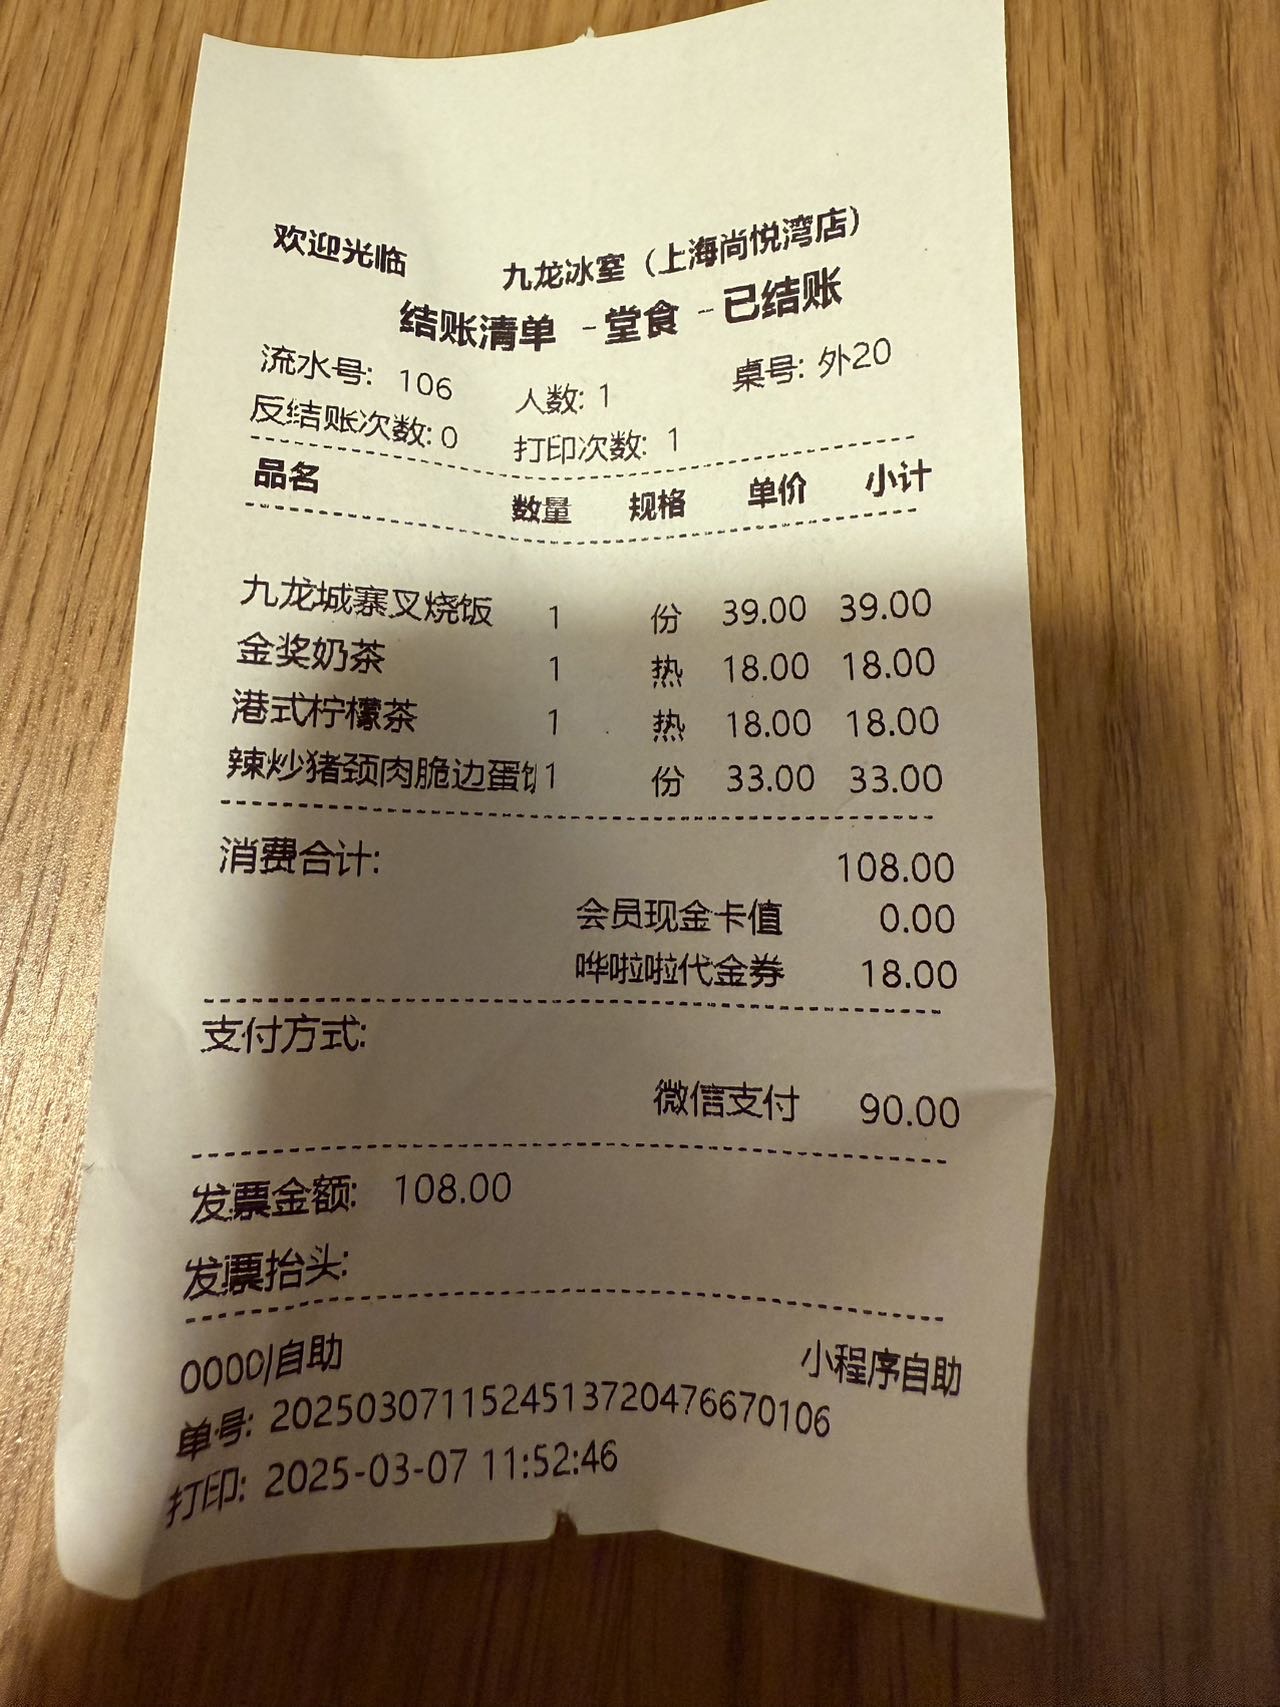 欢迎光临 九龙冰室（上海尚悦湾店）
结账清单 -堂食 -已结账
流水号: 106 人数: 1 桌号: 外20
反结账次数: 0 打印次数: 1
品名 数量 规格 单价 小计
九龙城寨叉烧饭 1 份 39.00 39.00
金奖奶茶 1 热 18.00 18.00
港式柠檬茶 1 热 18.00 18.00
辣炒猪颈肉脆边蛋 1 份 33.00 33.00
消费合计: 108.00
会员现金卡值 0.00
哗啦啦代金券 18.00
支付方式:
微信支付 90.00
发票金额: 108.00
发票抬头:
0000/自助 小程序自助
单号: 20250307115245137204766701​06
打印: 2025-03-07 11:52:46